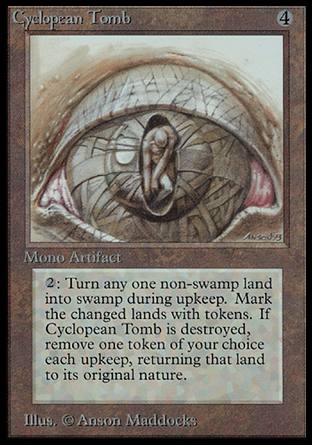 Cyclopean Tomb 4
ANSON 93
Mono Artifact
2: Turn any one non-swamp land
into swamp during upkeep. Mark
the changed lands with tokens. If
Cyclopean Tomb is destroyed,
remove one token of your choice
each upkeep, returning that land
to its original nature.
Illus. © Anson Maddocks